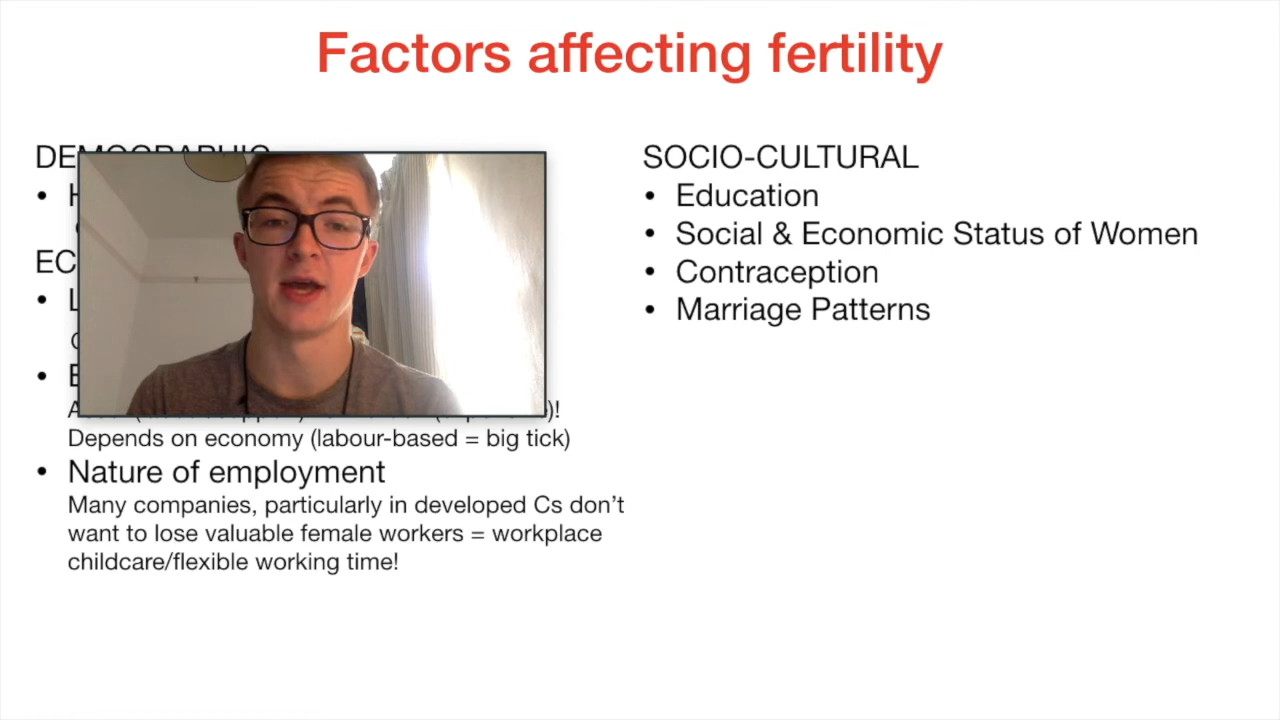 Factors affecting fertility
DEMOGRAPHIC
Depends on economy (labour-based = big tick)
• Nature of employment
Many companies, particularly in developed Cs don’t
want to lose valuable female workers = workplace
childcare/flexible working time!
SOCIO-CULTURAL
• Education
• Social & Economic Status of Women
• Contraception
• Marriage Patterns